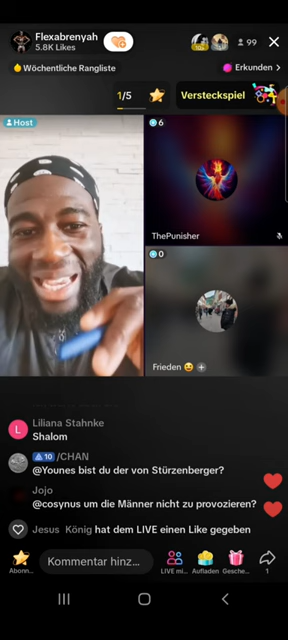 Flexabrenyah
5.8K Likes
99
Wöchentliche Rangliste
Erkunden >
1/5
Versteckspiel
Host
6
ThePunisher
0
Frieden
Liliana Stahnke
L
Shalom
10 /CHAN
@Younes bist du der von Stürzenberger?
Jojo
@cosynus um die Männer nicht zu provozieren?
Jesus König hat dem LIVE einen Like gegeben
Kommentar hinz...
Abonn...
LIVE mi...
Aufladen
Gesche...
1